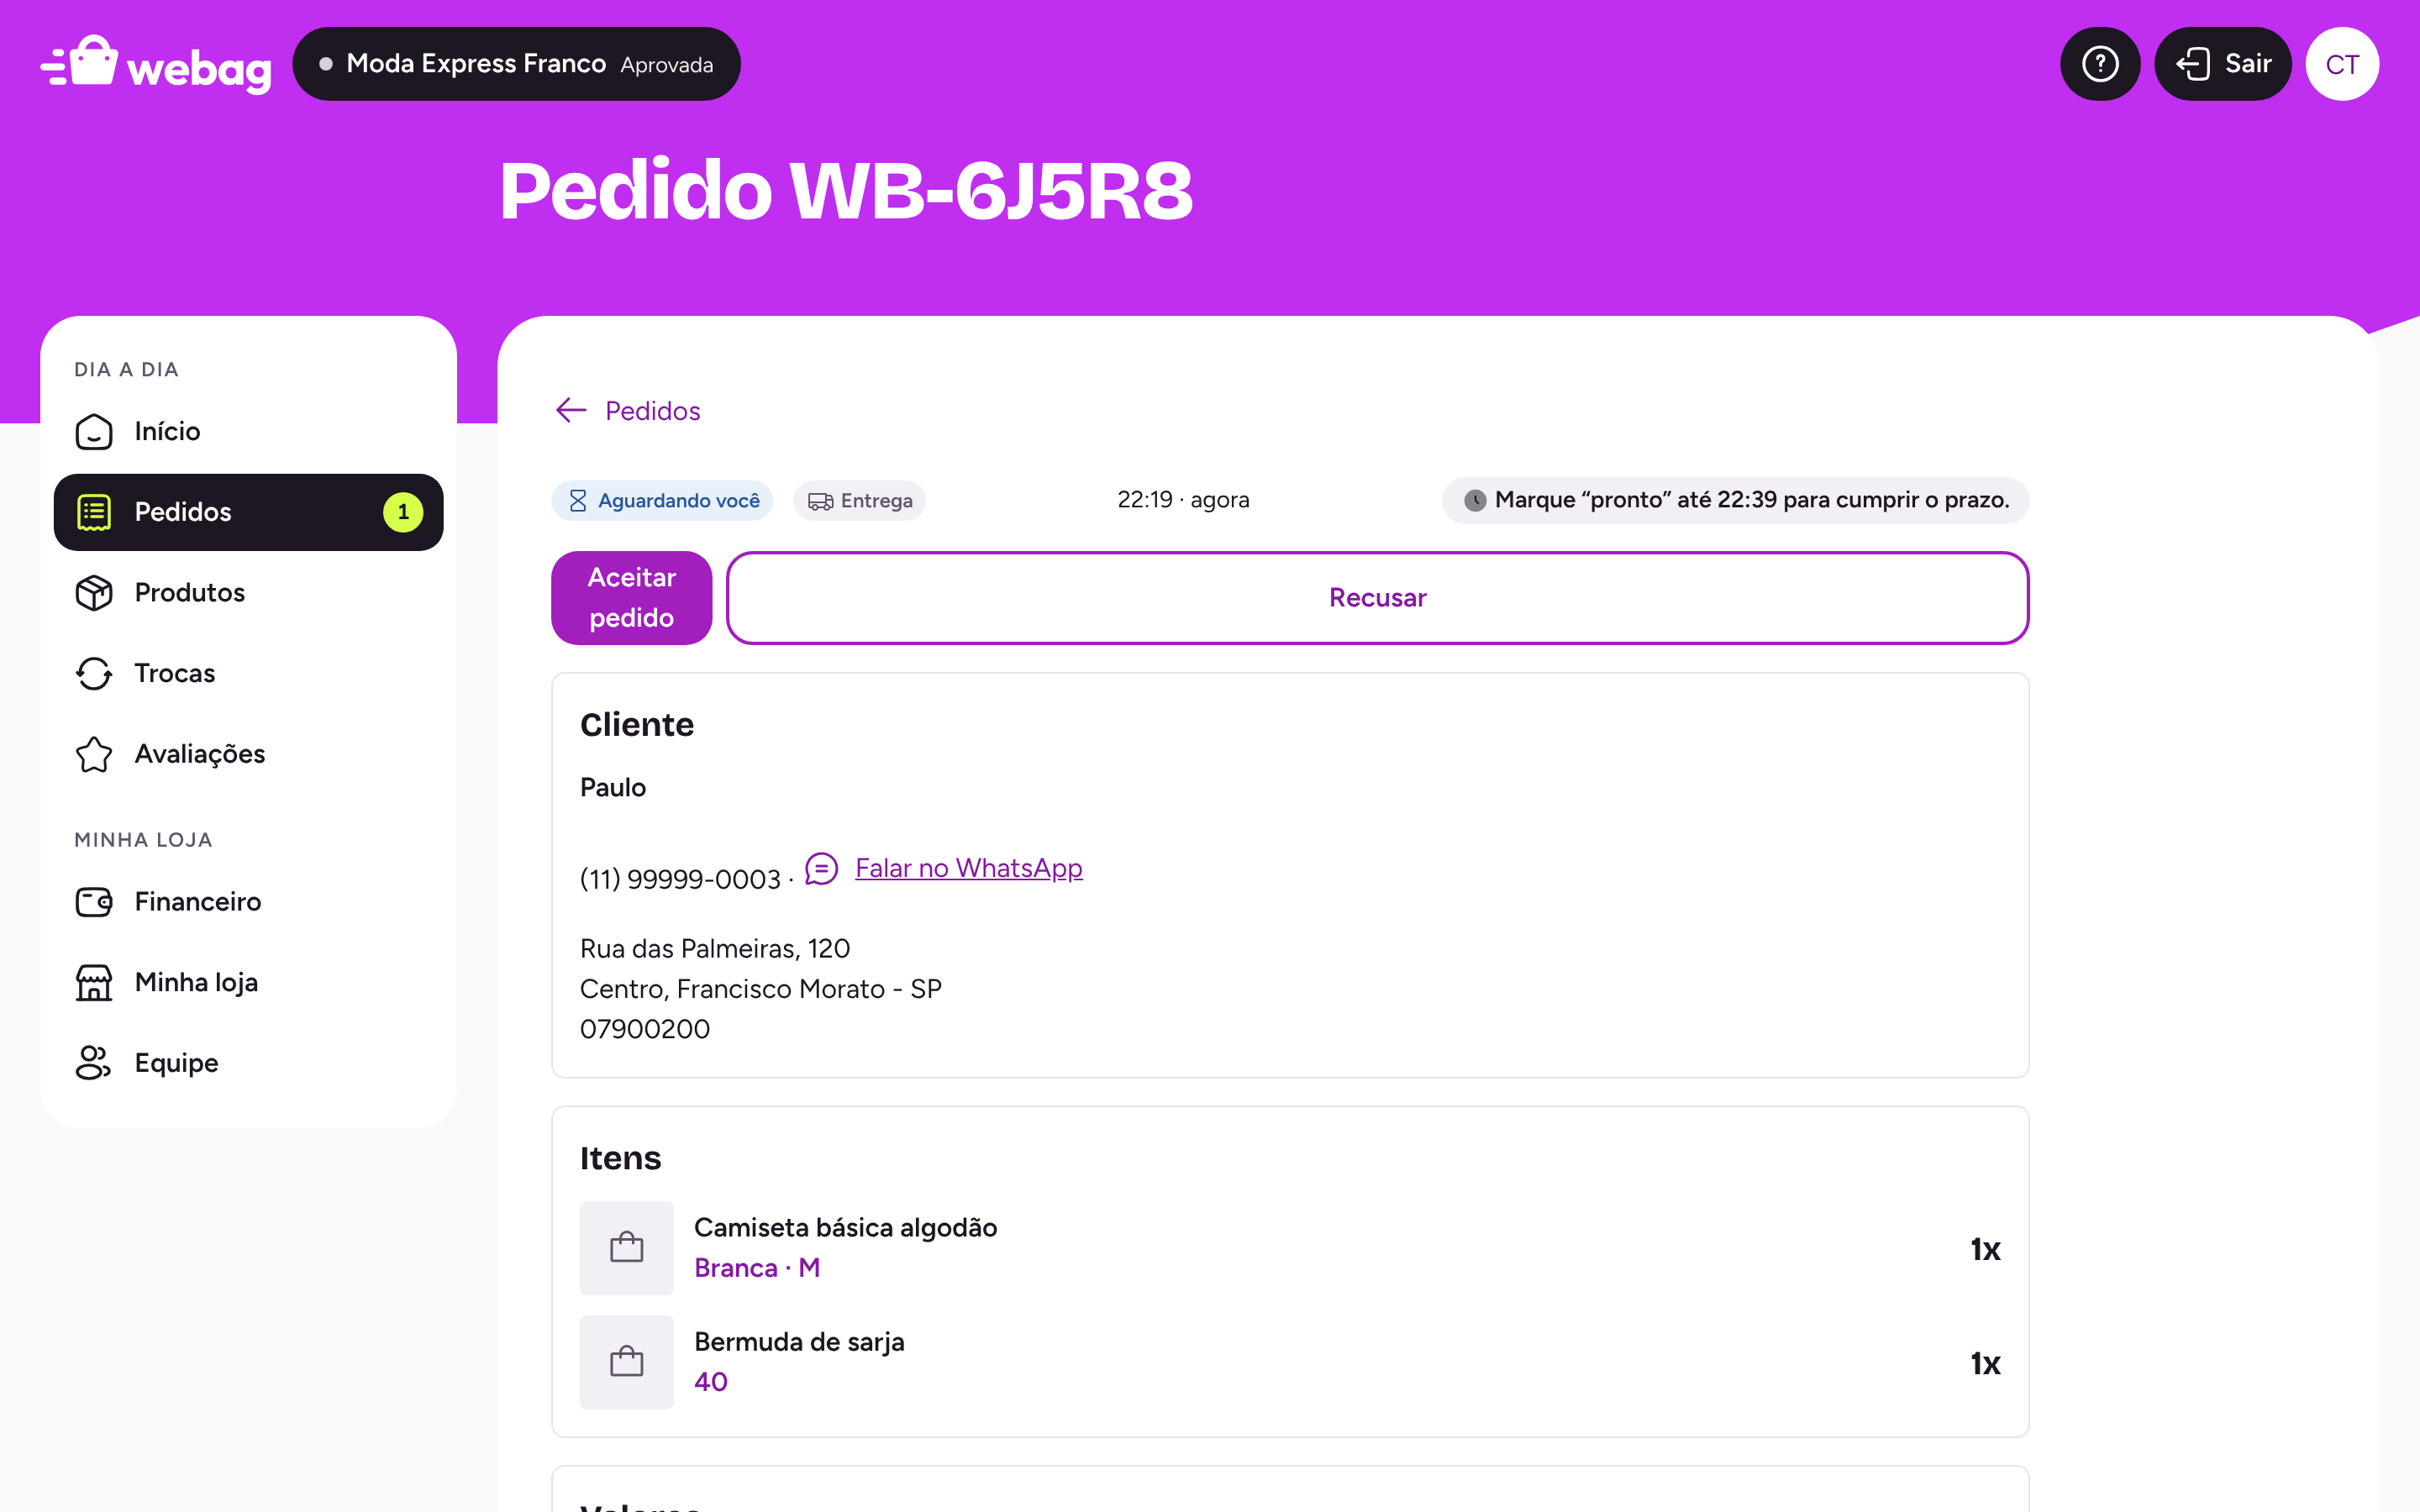 webag
Moda Express Franco Aprovada
Sair
CT
Pedido WB-6J5R8
DIA A DIA
Início
Pedidos 1
Produtos
Trocas
Avaliações
MINHA LOJA
Financeiro
Minha loja
Equipe
Pedidos
Aguardando você
Entrega
22:19 · agora
Marque “pronto” até 22:39 para cumprir o prazo.
Aceitar
pedido
Recusar
Cliente
Paulo
(11) 99999-0003 · Falar no WhatsApp
Rua das Palmeiras, 120
Centro, Francisco Morato - SP
07900200
Itens
Camiseta básica algodão
Branca · M
1x
Bermuda de sarja
40
1x